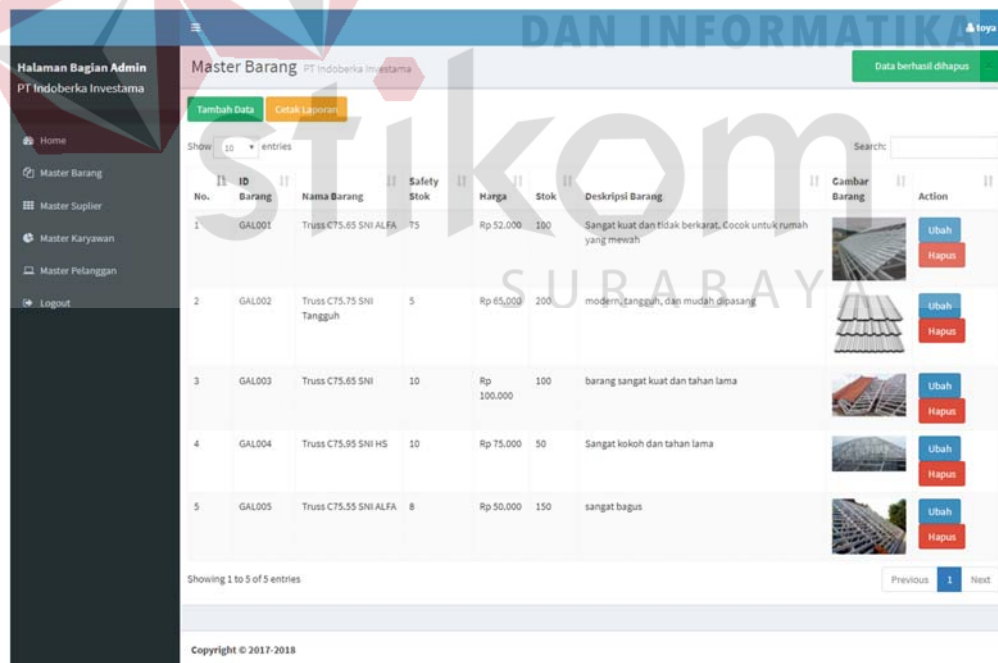 DAN INFORMATIKA
stikom
SURABAYA
toya
Halaman Bagian Admin
PT Indoberka Investama
Home
Master Barang
Master Suplier
Master Karyawan
Master Pelanggan
Logout
Master Barang PT Indoberka Investama
Data berhasil dihapus
Tambah Data Cetak Laporan
Show 10 entries
Search:
No. ID Barang Nama Barang Safety Stok Harga Stok Deskripsi Barang Gambar Barang Action
1 GAL001 Truss C75.65 SNI ALFA 75 Rp 52.000 100 Sangat kuat dan tidak berkarat, Cocok untuk rumah
yang mewah
Ubah
Hapus
2 GAL002 Truss C75.75 SNI
Tangguh
5 Rp 65,000 200 modern, tangguh, dan mudah dipasang
Ubah
Hapus
3 GAL003 Truss C75.65 SNI 10 Rp
100.000
100 barang sangat kuat dan tahan lama
Ubah
Hapus
4 GAL004 Truss C75.95 SNI HS 10 Rp 75.000 50 Sangat kokoh dan tahan lama
Ubah
Hapus
5 GAL005 Truss C75.55 SNI ALFA 8 Rp 50.000 150 sangat bagus
Ubah
Hapus
Showing 1 to 5 of 5 entries
Previous 1 Next
Copyright © 2017-2018